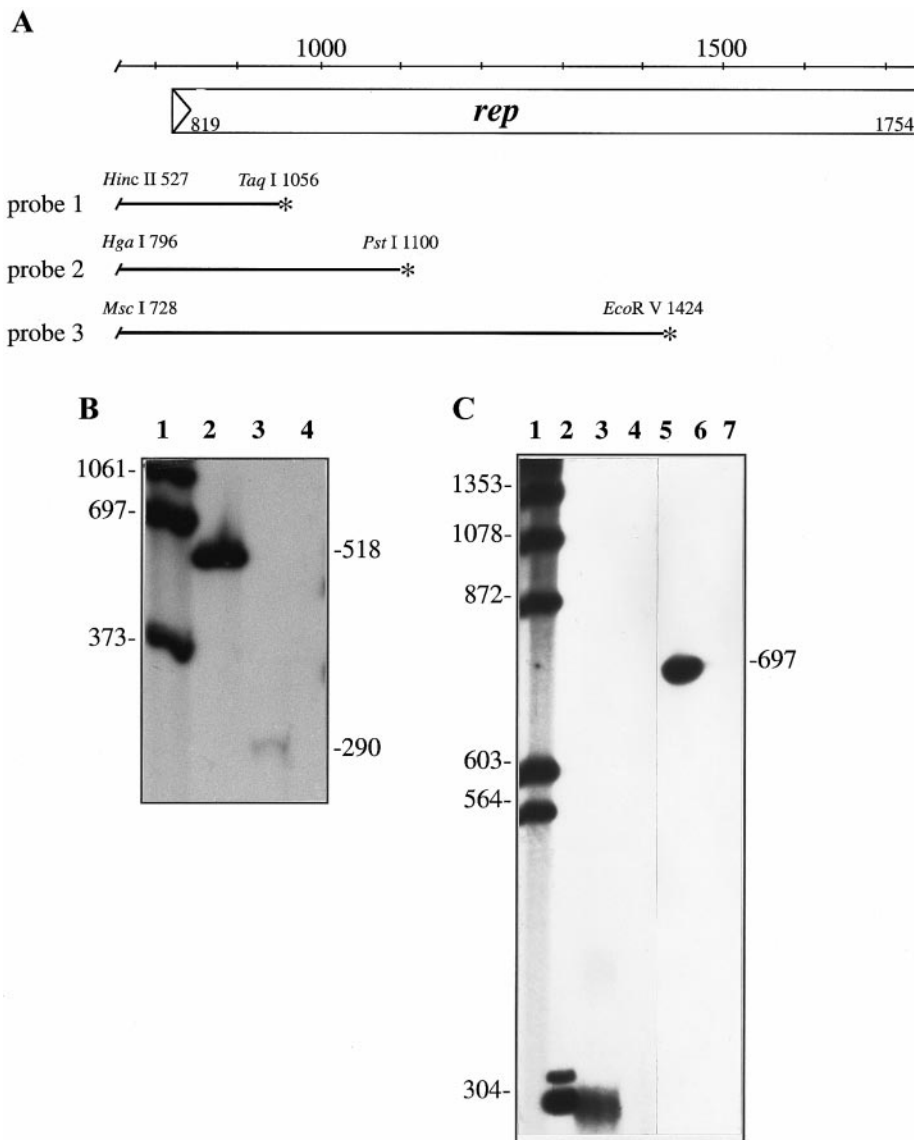 A
1000 1500
rep
819 1754
Hinc II 527 Taq I 1056
probe 1
Hga I 796 Pst I 1100
probe 2
Msc I 728 EcoR V 1424
probe 3
B
1 2 3 4
1061-
697-
-518
373-
-290
C
1 2 3 4 5 6 7
1353-
1078-
872-
-697
603-
564-
304-